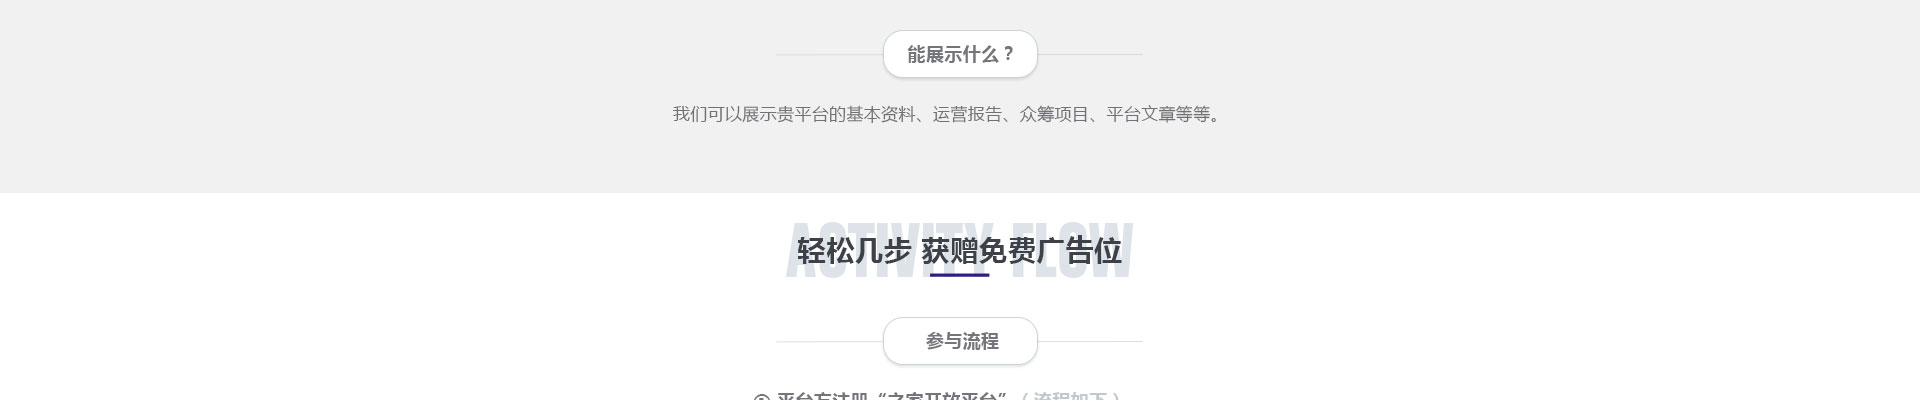 能展示什么？
我们可以展示贵平台的基本资料、运营报告、众筹项目、平台文章等等。
ACTIVITY FLOW
轻松几步 获赠免费广告位
参与流程
平台方注册“之家开放平台”（流程如下）